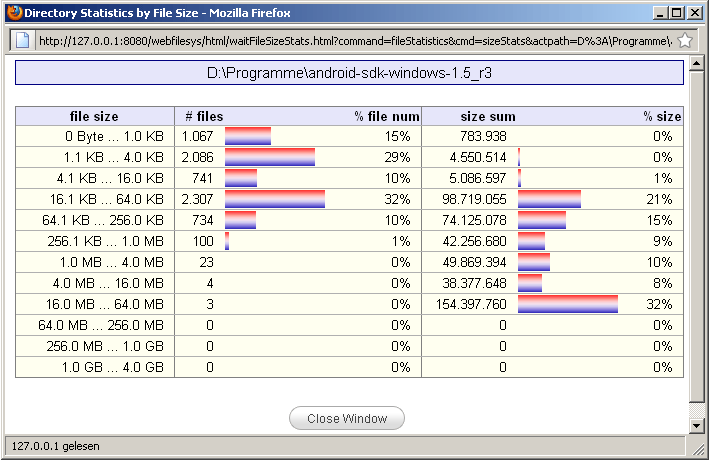 Directory Statistics by File Size - Mozilla Firefox
http://127.0.0.1:8080/webfilesys/html/waitFileSizeStats.html?command=fileStatistics&cmd=sizeStats&actpath=D%3A\Programme\
D:\Programme\android-sdk-windows-1.5_r3
file size # files % file num size sum % size
0 Byte ... 1.0 KB 1.067 15% 783.938 0%
1.1 KB ... 4.0 KB 2.086 29% 4.550.514 0%
4.1 KB ... 16.0 KB 741 10% 5.086.597 1%
16.1 KB ... 64.0 KB 2.307 32% 98.719.055 21%
64.1 KB ... 256.0 KB 734 10% 74.125.078 15%
256.1 KB ... 1.0 MB 100 1% 42.256.680 9%
1.0 MB ... 4.0 MB 23 0% 49.869.394 10%
4.0 MB ... 16.0 MB 4 0% 38.377.648 8%
16.0 MB ... 64.0 MB 3 0% 154.397.760 32%
64.0 MB ... 256.0 MB 0 0% 0 0%
256.0 MB ... 1.0 GB 0 0% 0 0%
1.0 GB ... 4.0 GB 0 0% 0 0%
Close Window
127.0.0.1 gelesen